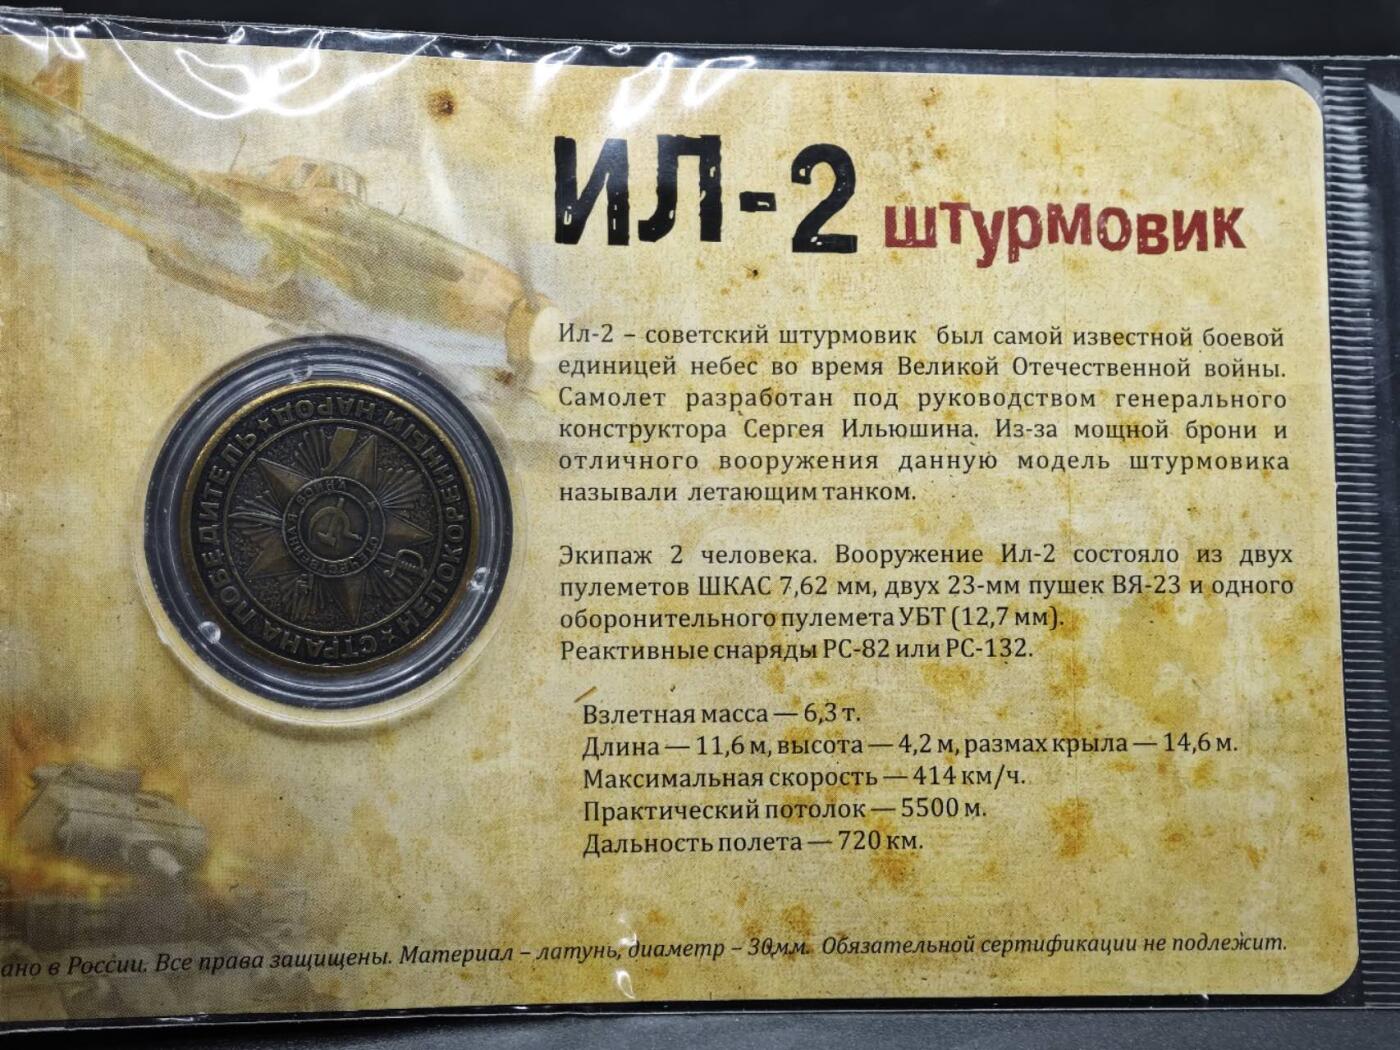 ИЛ-2 штурмовик
Ил-2 – советский штурмовик был самой известной боевой
единицей небес во время Великой Отечественной войны.
Самолет разработан под руководством генерального
конструктора Сергея Ильюшина. Из-за мощной брони и
отличного вооружения данную модель штурмовика
называли летающим танком.
Экипаж 2 человека. Вооружение Ил-2 состояло из двух
пулеметов ШКАС 7,62 мм, двух 23-мм пушек ВЯ-23 и одного
оборонительного пулемета УБТ (12,7 мм).
Реактивные снаряды РС-82 или РС-132.
Взлетная масса — 6,3 т.
Длина — 11,6 м, высота — 4,2 м, размах крыла — 14,6 м.
Максимальная скорость — 414 км/ч.
Практический потолок — 5500 м.
Дальность полета — 720 км.
СТРАНА ПОБЕДИТЕЛЬ ★ НАРОД
ОТЕЧЕСТВЕННАЯ ВОЙНА
ано в России. Все права защищены. Материал – латунь, диаметр – 30мм. Обязательной сертификации не подлежит.